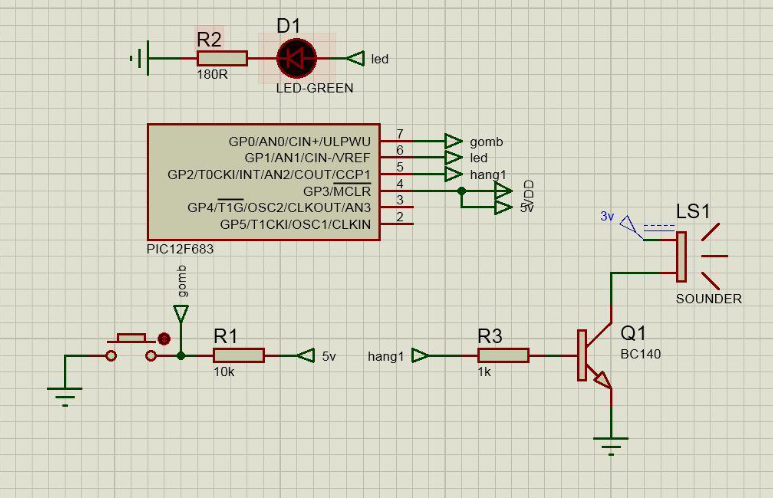 D1
R2
led
180R
LED-GREEN
GP0/AN0/CIN+/ULPWU 7 gomb
GP1/AN1/CIN-/VREF 6 led
GP2/T0CKI/INT/AN2/COUT/CCP1 5 hang1
GP3/MCLR 4 VDD
GP4/T1G/OSC2/CLKOUT/AN3 3 5v
GP5/T1CKI/OSC1/CLKIN 2
PIC12F683
3v
LS1
SOUNDER
gomb
R1
5v
10k
hang1
R3
1k
Q1
BC140